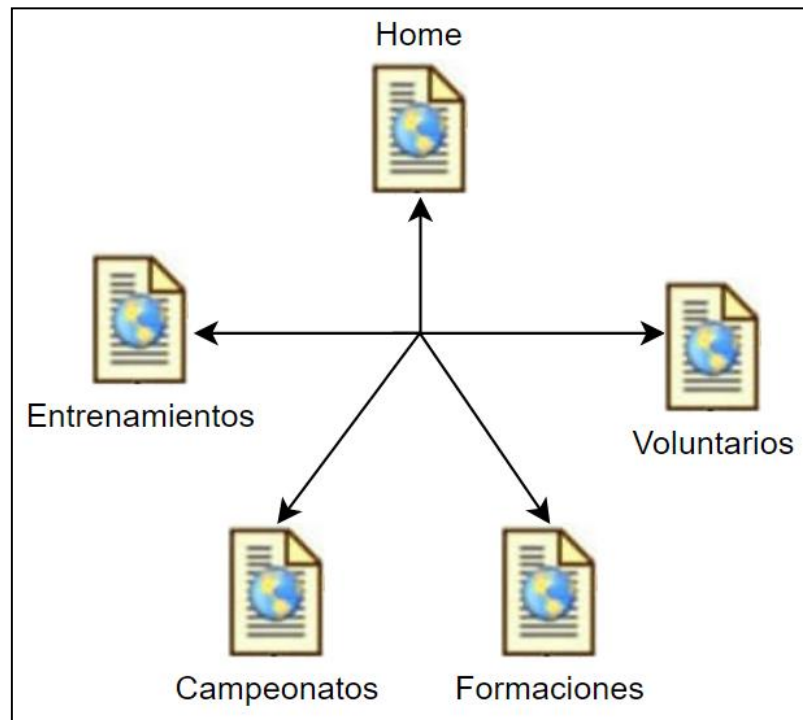 Home
Entrenamientos
Voluntarios
Campeonatos
Formaciones